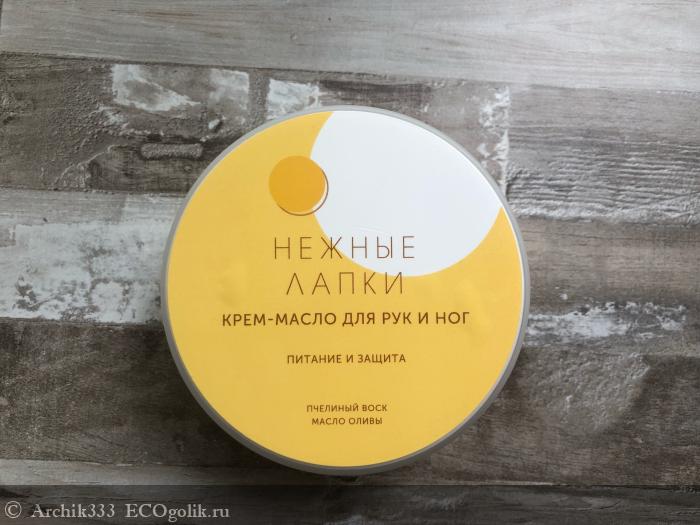 НЕЖНЫЕ
ЛАПКИ
КРЕМ-МАСЛО ДЛЯ РУК И НОГ
ПИТАНИЕ И ЗАЩИТА
ПЧЕЛИНЫЙ ВОСК
МАСЛО ОЛИВЫ
© Archik333 ECOgolik.ru